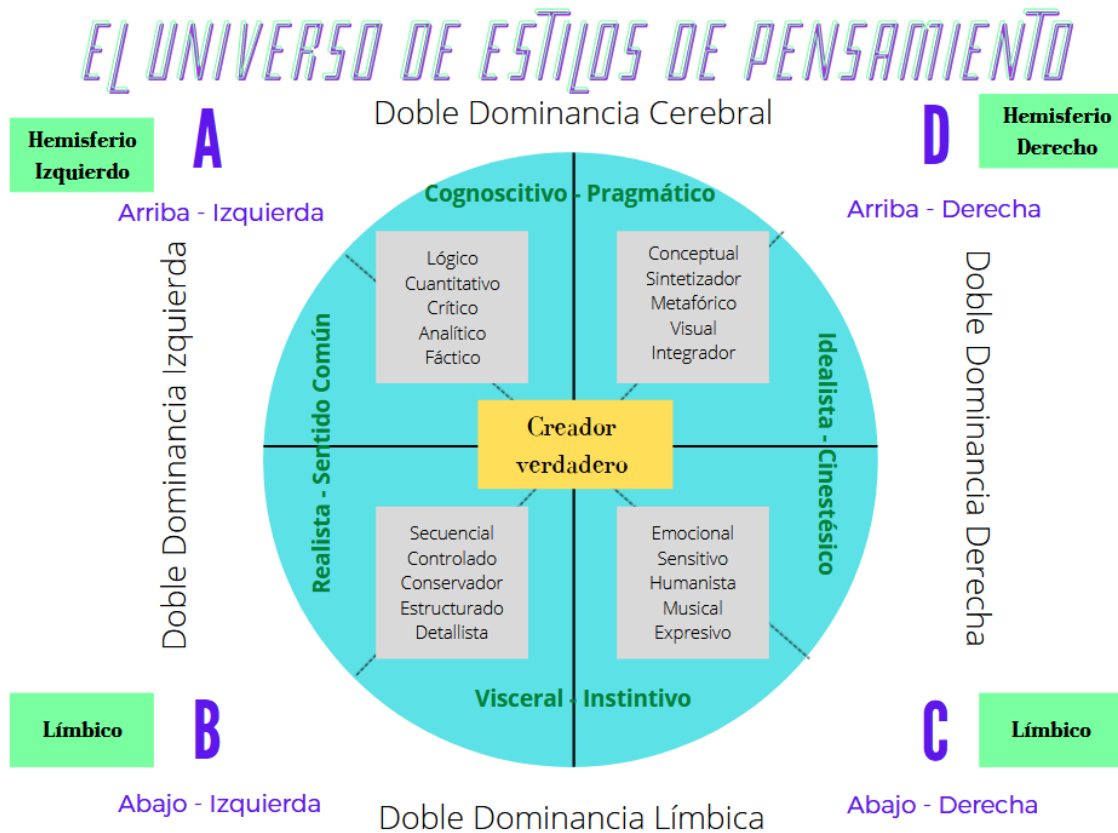 EL UNIVERSO DE ESTILOS DE PENSAMIENTO
Doble Dominancia Cerebral
Hemisferio
Izquierdo
A
Arriba - Izquierda
D
Hemisferio
Derecho
Arriba - Derecha
Cognoscitivo - Pragmático
Lógico
Cuantitativo
Crítico
Analítico
Fáctico
Conceptual
Sintetizador
Metafórico
Visual
Integrador
Doble Dominancia Izquierda
Realista - Sentido Común
Creador
verdadero
Idealista - Cinestésico
Doble Dominancia Derecha
Secuencial
Controlado
Conservador
Estructurado
Detallista
Emocional
Sensitivo
Humanista
Musical
Expresivo
Visceral - Instintivo
Límbico
B
Abajo - Izquierda
C
Límbico
Abajo - Derecha
Doble Dominancia Límbica